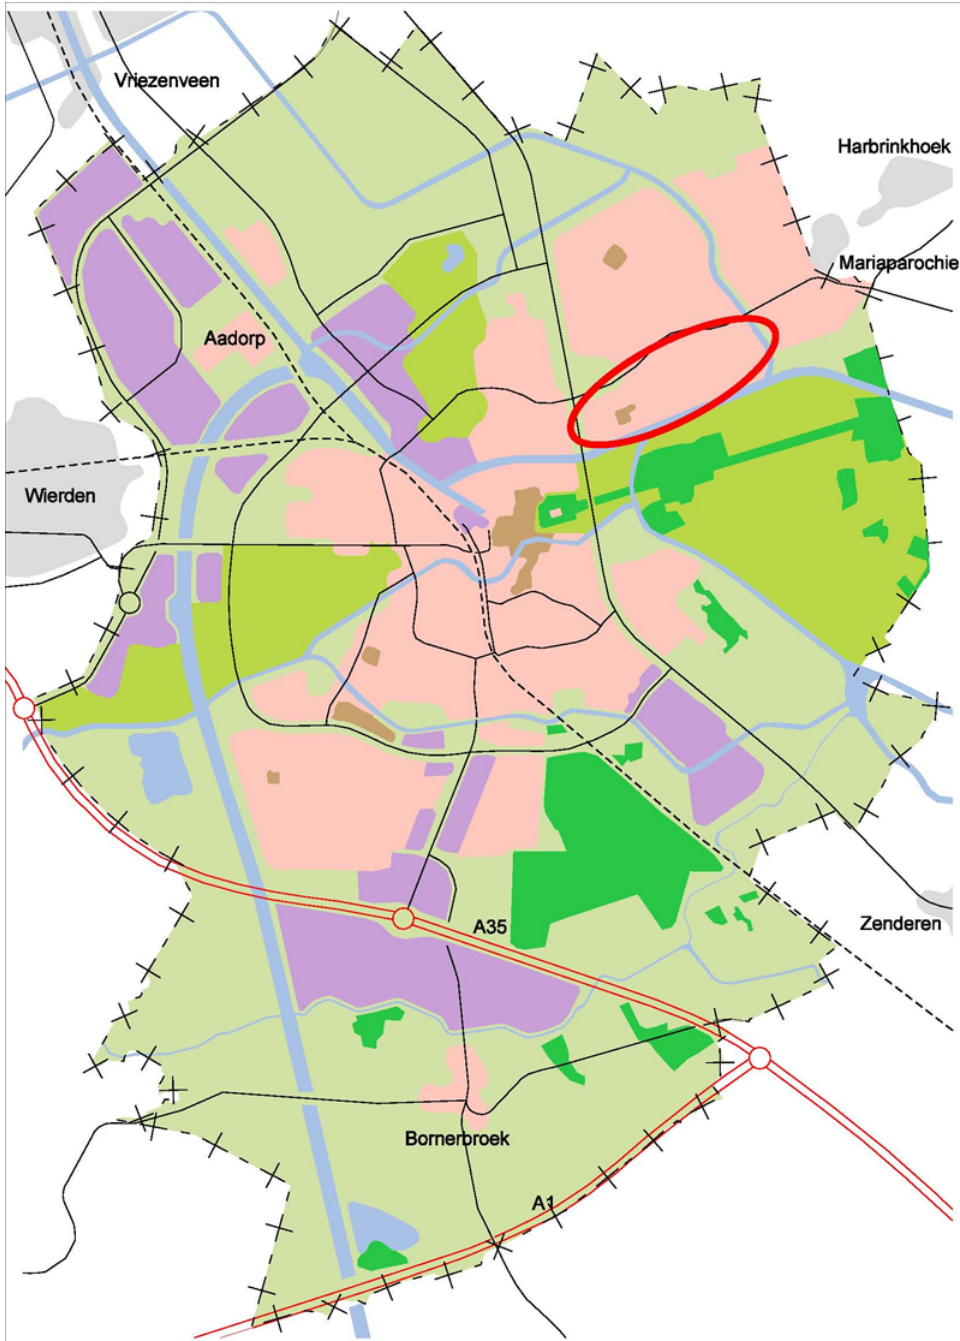 Vriezenveen
Harbrinkhoek
Mariaparochie
Aadorp
Wierden
Zenderen
A35
Bornerbroek
A1